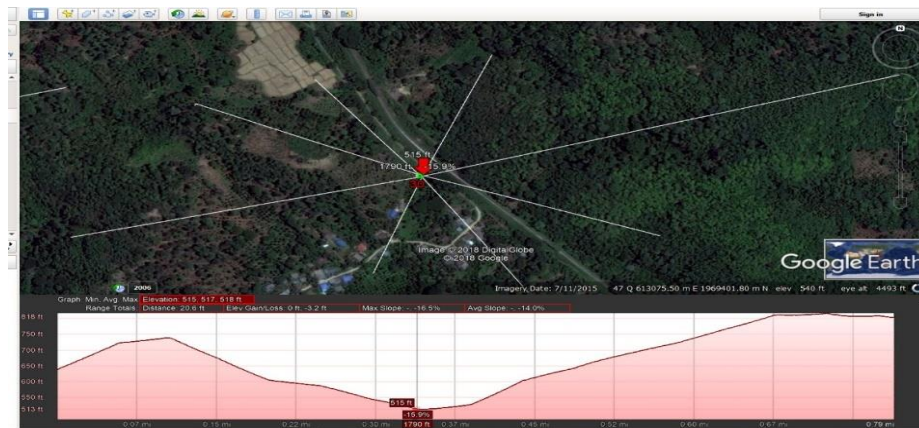 Sign in
N
515 ft
1790 ft -15.9%
Image © 2018 DigitalGlobe
© 2018 Google
Google Earth
2006
Imagery Date: 7/11/2015 47 Q 613075.50 m E 1969401.80 m N elev 540 ft eye alt 4493 ft
Graph: Min, Avg, Max Elevation: 515, 517, 518 ft
Range Totals: Distance: 20.6 ft Elev Gain/Loss: 0 ft, -3.2 ft Max Slope: -, -16.5% Avg Slope: -, -14.0%
818 ft
750 ft
700 ft
650 ft
600 ft
550 ft
513 ft
515 ft
-15.9%
0.07 mi 0.15 mi 0.22 mi 0.30 mi 1790 ft 0.37 mi 0.45 mi 0.52 mi 0.60 mi 0.67 mi 0.79 mi